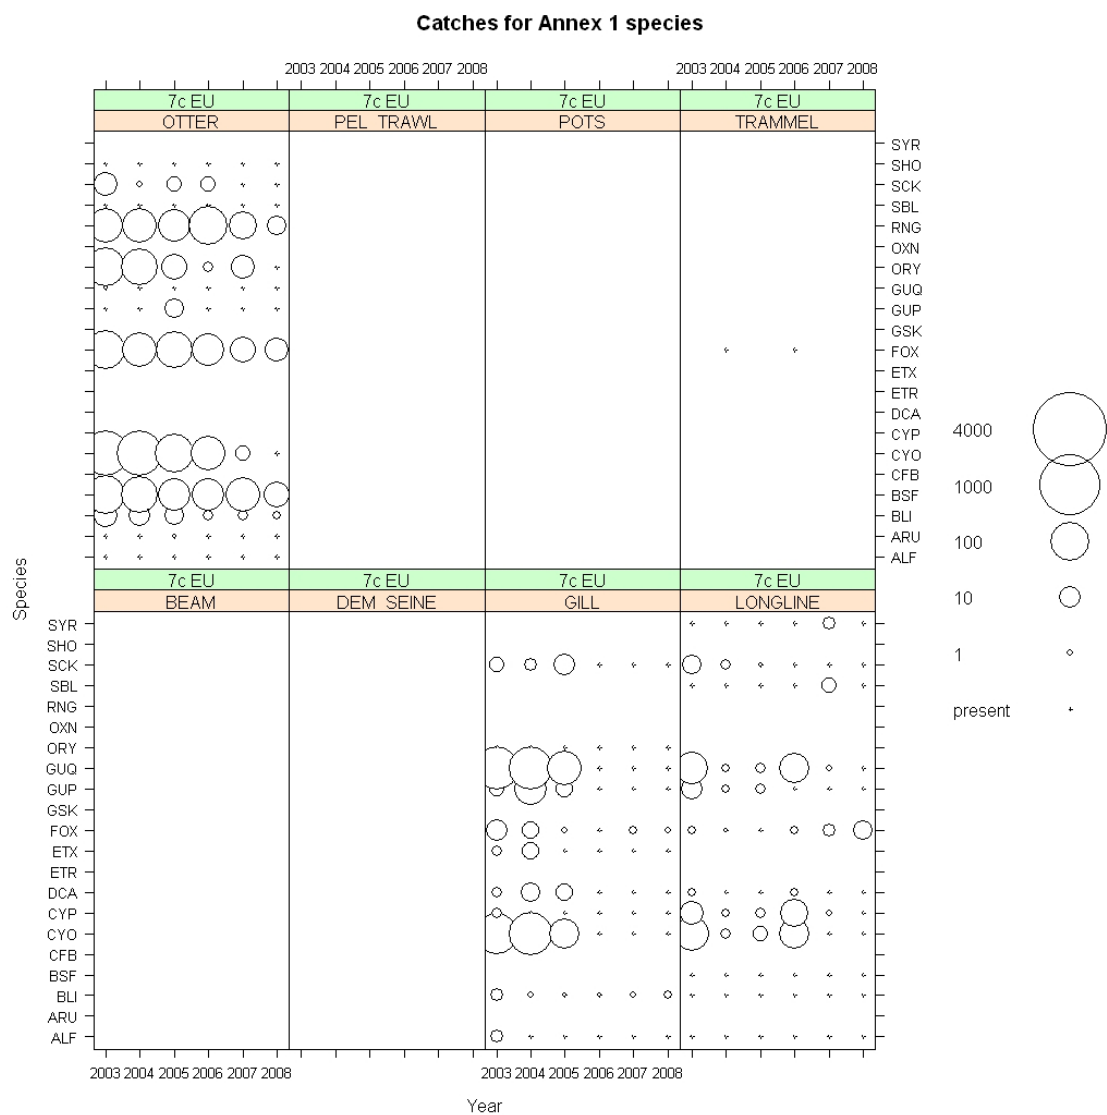 Catches for Annex 1 species
2003 2004 2005 2006 2007 2008 2003 2004 2005 2006 2007 2008
7c EU 7c EU 7c EU 7c EU
OTTER PEL TRAWL POTS TRAMMEL
SYR
SHO
SCK
SBL
RNG
OXN
ORY
GUQ
GUP
GSK
FOX
ETX
ETR
DCA
CYP
CYO
CFB
BSF
BLI
ARU
ALF
4000
1000
100
10
1
present
Species
7c EU 7c EU 7c EU 7c EU
BEAM DEM SEINE GILL LONGLINE
SYR
SHO
SCK
SBL
RNG
OXN
ORY
GUQ
GUP
GSK
FOX
ETX
ETR
DCA
CYP
CYO
CFB
BSF
BLI
ARU
ALF
2003 2004 2005 2006 2007 2008 2003 2004 2005 2006 2007 2008
Year